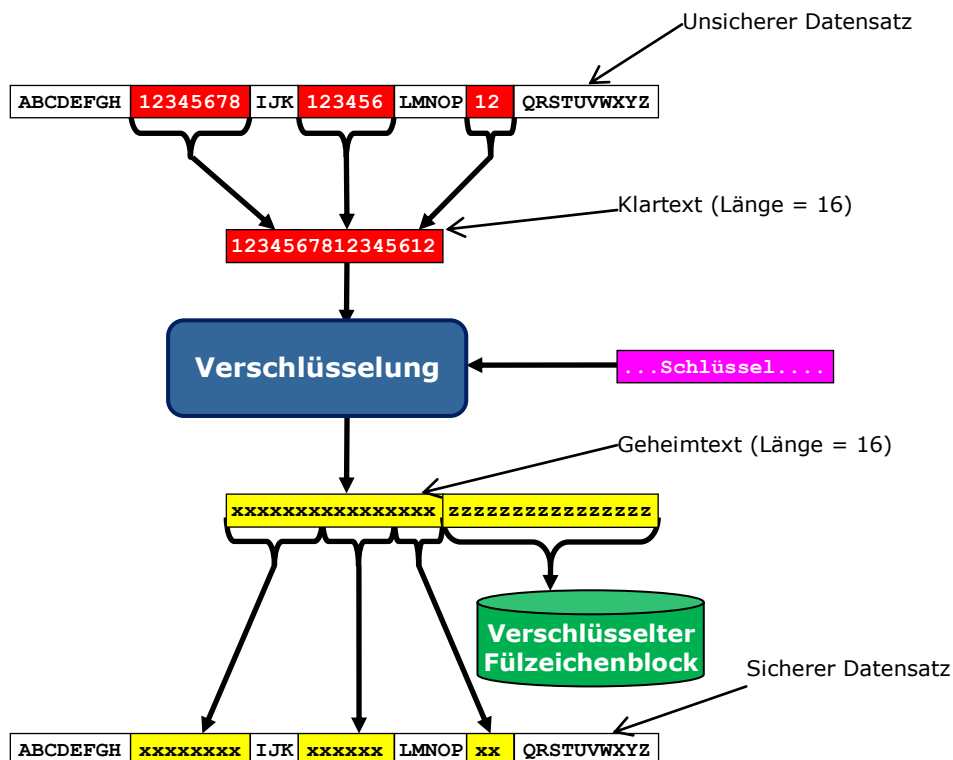 Unsicherer Datensatz
ABCDEFGH 12345678 IJK 123456 LMNOP 12 QRSTUVWXYZ
Klartext (Länge = 16)
1234567812345612
Verschlüsselung
...Schlüssel....
Geheimtext (Länge = 16)
xxxxxxxxxxxxxxxx zzzzzzzzzzzzzzzz
Verschlüsselter
Fülzeichenblock
Sicherer Datensatz
ABCDEFGH xxxxxxxx IJK xxxxxx LMNOP xx QRSTUVWXYZ